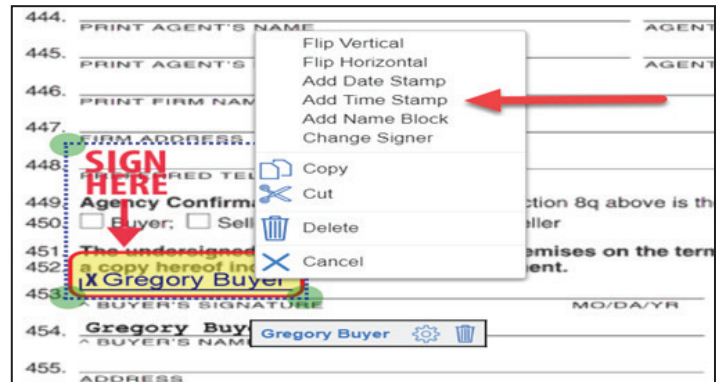 444.
PRINT AGENT'S NAME AGENT
Flip Vertical
445.
Flip Horizontal
PRINT AGENT'S AGENT
Add Date Stamp
446.
Add Time Stamp
PRINT FIRM NAM
Add Name Block
447.
Change Signer
FIRM ADDRESS
SIGN
HERE
448.
RED TEL
Copy
Cut
449. Agency Confirma ction 8q above is th
450. Buyer; Sell ller
Delete
451. The undersigned emises on the term
452. a copy hereof inc ent.
Cancel
X Gregory Buyer
453.
^ BUYER'S SIGNATURE MO/DA/YR
454. Gregory Buy
Gregory Buyer
^ BUYER'S NAM
455.
ADDRESS